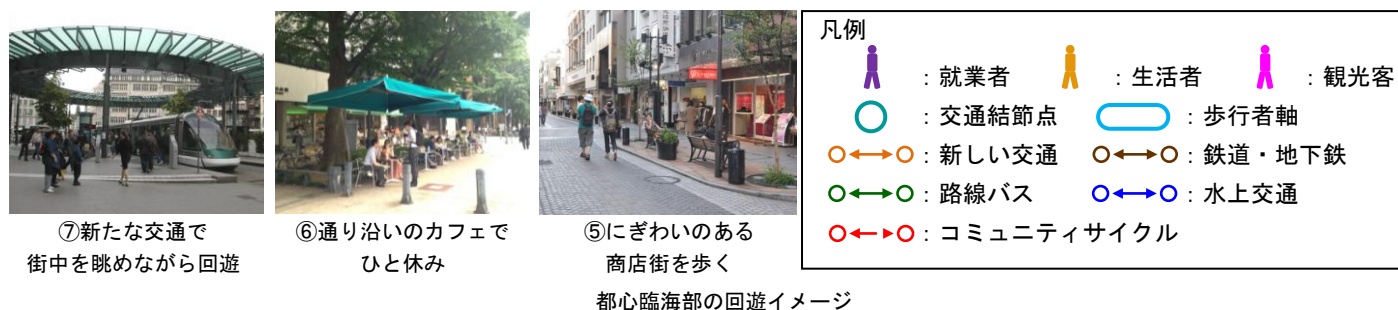 凡例
：就業者　：生活者　：観光客
：交通結節点　：歩行者軸
：新しい交通　：鉄道・地下鉄
：路線バス　：水上交通
：コミュニティサイクル
⑦新たな交通で
街中を眺めながら回遊
⑥通り沿いのカフェで
ひと休み
⑤にぎわいのある
商店街を歩く
都心臨海部の回遊イメージ